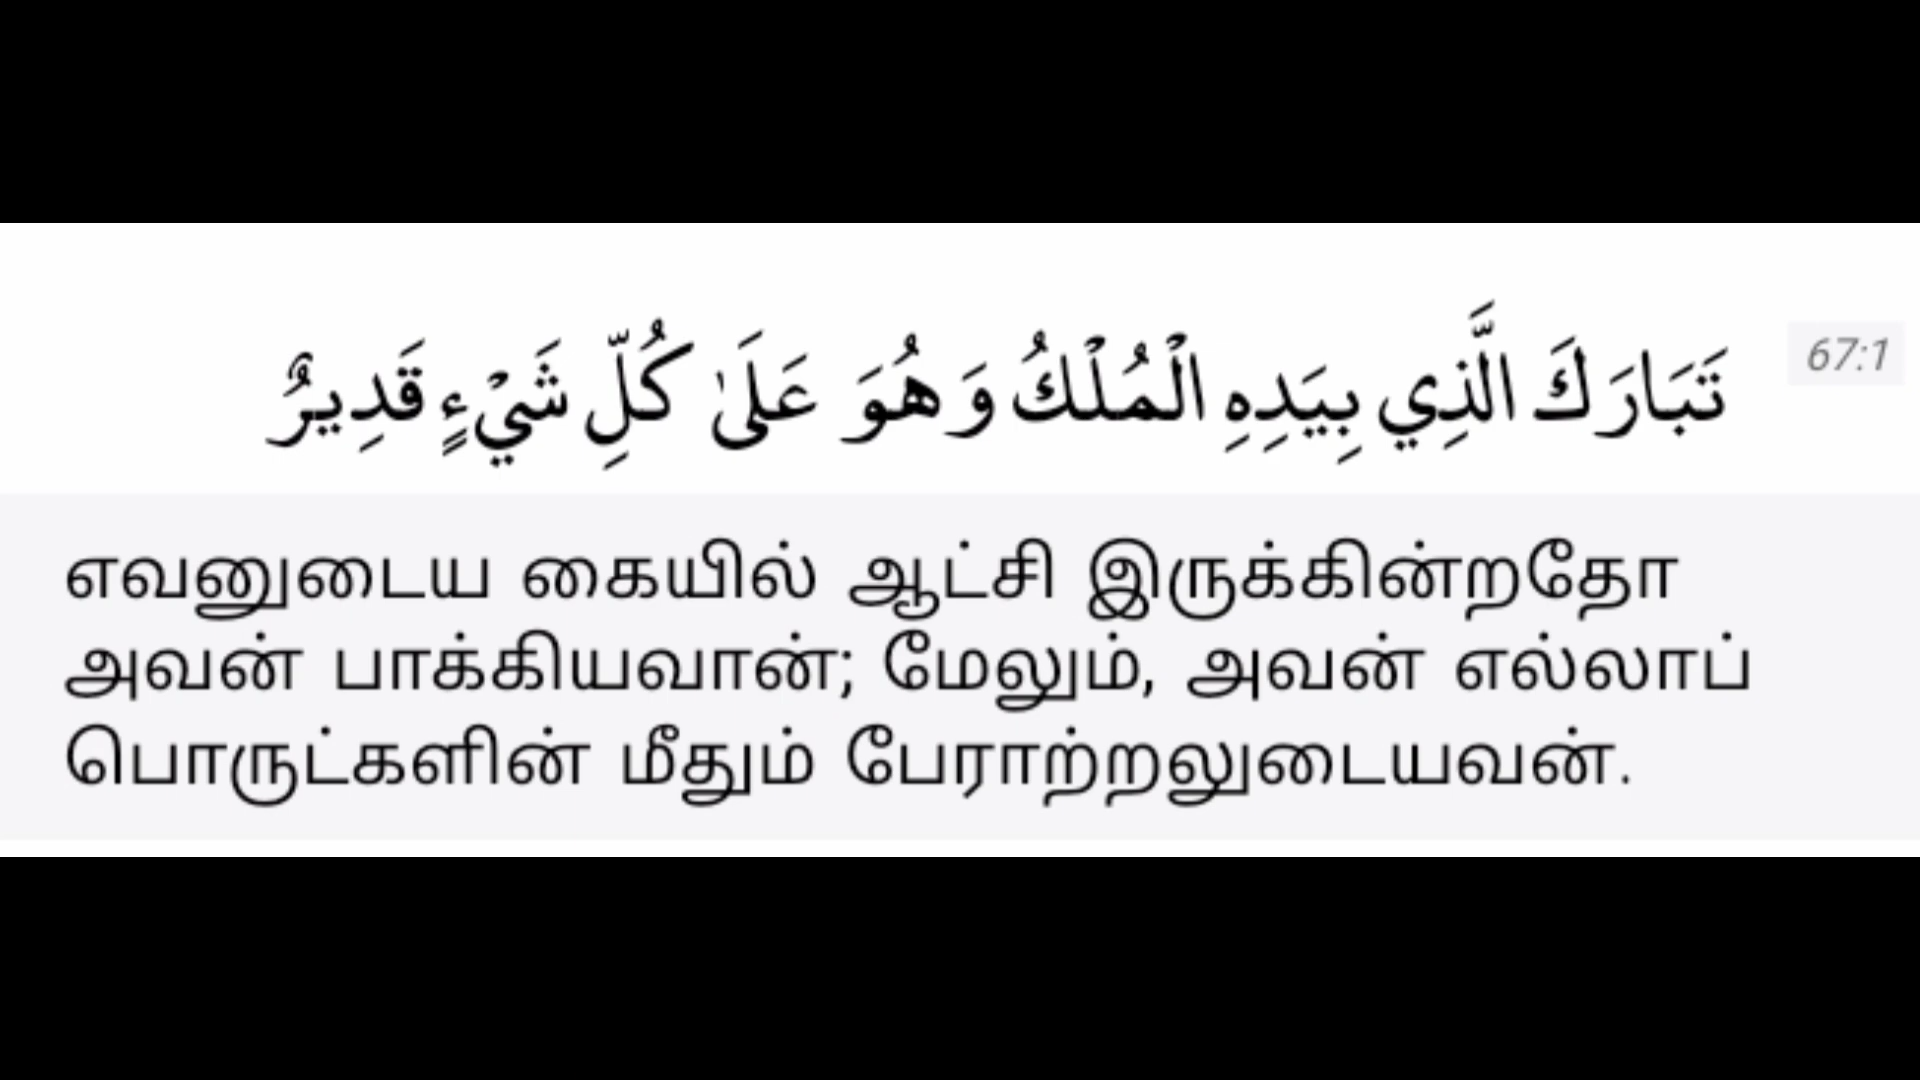 تَبَارَكَ الَّذِي بِيَدِهِ الْمُلْكُ وَهُوَ عَلَىٰ كُلِّ شَيْءٍ قَدِيرٌ
67:1
எவனுடைய கையில் ஆட்சி இருக்கின்றதோ
அவன் பாக்கியவான்; மேலும், அவன் எல்லாப்
பொருட்களின் மீதும் பேராற்றலுடையவன்.